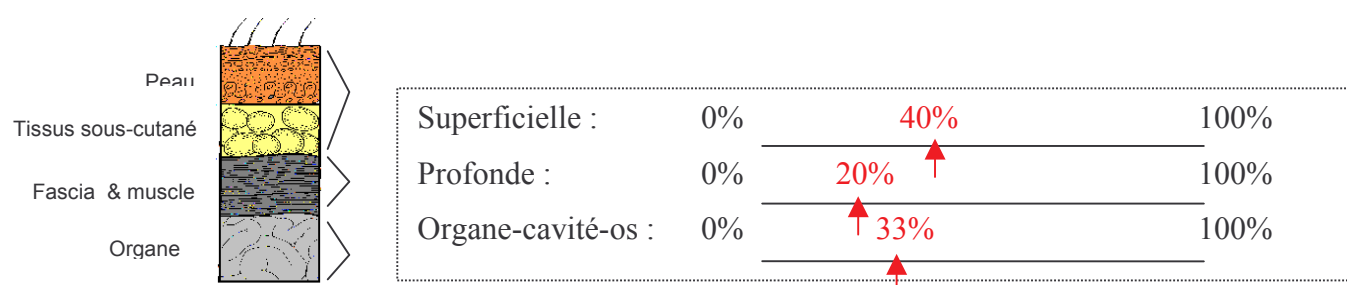 Peau
Tissus sous-cutané
Fascia & muscle
Organe
Superficielle : 0% 40% 100%
Profonde : 0% 20% 100%
Organe-cavité-os : 0% 33% 100%